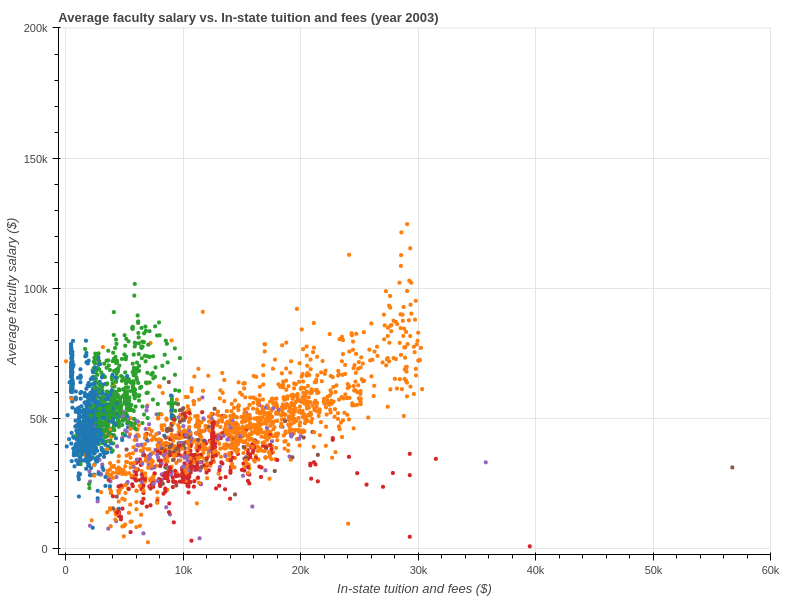 Average faculty salary vs. In-state tuition and fees (year 2003)
200k
150k
100k
50k
0
Average faculty salary ($)
0 10k 20k 30k 40k 50k 60k
In-state tuition and fees ($)